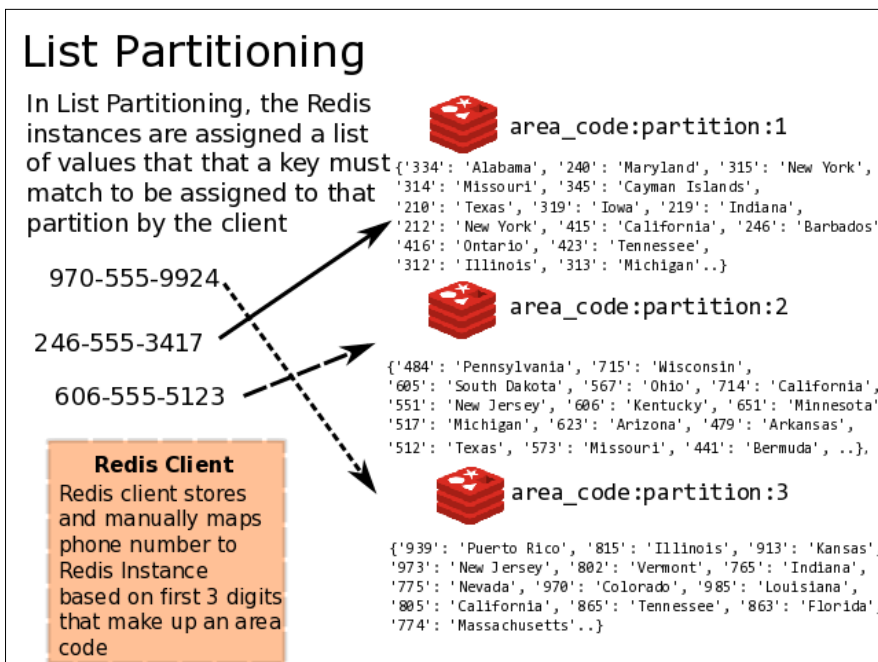 List Partitioning
In List Partitioning, the Redis
instances are assigned a list
of values that that a key must
match to be assigned to that
partition by the client
970-555-9924
246-555-3417
606-555-5123
Redis Client
Redis client stores
and manually maps
phone number to
Redis Instance
based on first 3 digits
that make up an area
code
area_code:partition:1
{'334': 'Alabama', '240': 'Maryland', '315': 'New York',
'314': 'Missouri', '345': 'Cayman Islands',
'210': 'Texas', '319': 'Iowa', '219': 'Indiana',
'212': 'New York', '415': 'California', '246': 'Barbados'
'416': 'Ontario', '423': 'Tennessee',
'312': 'Illinois', '313': 'Michigan'..}
area_code:partition:2
{'484': 'Pennsylvania', '715': 'Wisconsin',
'605': 'South Dakota', '567': 'Ohio', '714': 'California',
'551': 'New Jersey', '606': 'Kentucky', '651': 'Minnesota'
'517': 'Michigan', '623': 'Arizona', '479': 'Arkansas',
'512': 'Texas', '573': 'Missouri', '441': 'Bermuda', ..},
area_code:partition:3
{'939': 'Puerto Rico', '815': 'Illinois', '913': 'Kansas',
'973': 'New Jersey', '802': 'Vermont', '765': 'Indiana',
'775': 'Nevada', '970': 'Colorado', '985': 'Louisiana',
'805': 'California', '865': 'Tennessee', '863': 'Florida',
'774': 'Massachusetts'..}